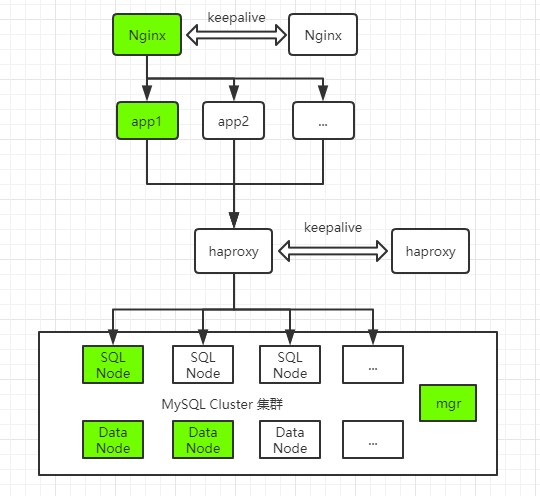 keepalive
Nginx
Nginx
app1
app2
...
keepalive
haproxy
haproxy
SQL
Node
SQL
Node
SQL
Node
...
MySQL Cluster 集群
mgr
Data
Node
Data
Node
Data
Node
...